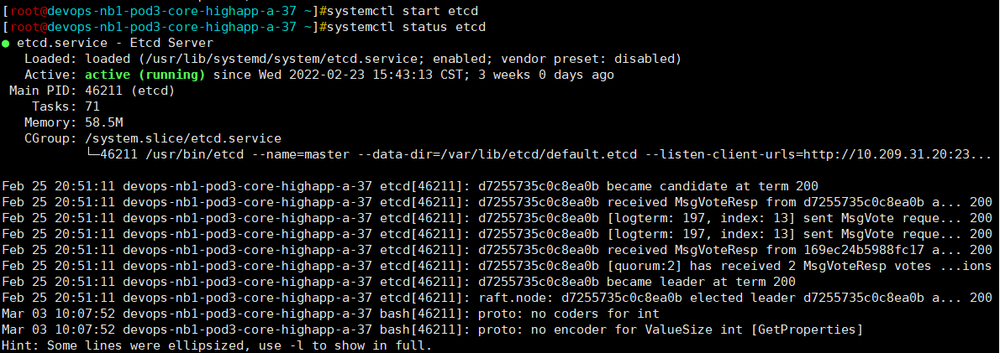 [root@devops-nb1-pod3-core-highapp-a-37 ~]#systemctl start etcd
[root@devops-nb1-pod3-core-highapp-a-37 ~]#systemctl status etcd
● etcd.service - Etcd Server
   Loaded: loaded (/usr/lib/systemd/system/etcd.service; enabled; vendor preset: disabled)
   Active: active (running) since Wed 2022-02-23 15:43:13 CST; 3 weeks 0 days ago
 Main PID: 46211 (etcd)
    Tasks: 71
   Memory: 58.5M
   CGroup: /system.slice/etcd.service
           └─46211 /usr/bin/etcd --name=master --data-dir=/var/lib/etcd/default.etcd --listen-client-urls=http://10.209.31.20:23...
Feb 25 20:51:11 devops-nb1-pod3-core-highapp-a-37 etcd[46211]: d7255735c0c8ea0b became candidate at term 200
Feb 25 20:51:11 devops-nb1-pod3-core-highapp-a-37 etcd[46211]: d7255735c0c8ea0b received MsgVoteResp from d7255735c0c8ea0b a... 200
Feb 25 20:51:11 devops-nb1-pod3-core-highapp-a-37 etcd[46211]: d7255735c0c8ea0b [logterm: 197, index: 13] sent MsgVote reque... 200
Feb 25 20:51:11 devops-nb1-pod3-core-highapp-a-37 etcd[46211]: d7255735c0c8ea0b [logterm: 197, index: 13] sent MsgVote reque... 200
Feb 25 20:51:11 devops-nb1-pod3-core-highapp-a-37 etcd[46211]: d7255735c0c8ea0b received MsgVoteResp from 169ec24b5988fc17 a... 200
Feb 25 20:51:11 devops-nb1-pod3-core-highapp-a-37 etcd[46211]: d7255735c0c8ea0b [quorum:2] has received 2 MsgVoteResp votes ...ions
Feb 25 20:51:11 devops-nb1-pod3-core-highapp-a-37 etcd[46211]: d7255735c0c8ea0b became leader at term 200
Feb 25 20:51:11 devops-nb1-pod3-core-highapp-a-37 etcd[46211]: raft.node: d7255735c0c8ea0b elected leader d7255735c0c8ea0b a... 200
Mar 03 10:07:52 devops-nb1-pod3-core-highapp-a-37 bash[46211]: proto: no coders for int
Mar 03 10:07:52 devops-nb1-pod3-core-highapp-a-37 bash[46211]: proto: no encoder for ValueSize int [GetProperties]
Hint: Some lines were ellipsized, use -l to show in full.